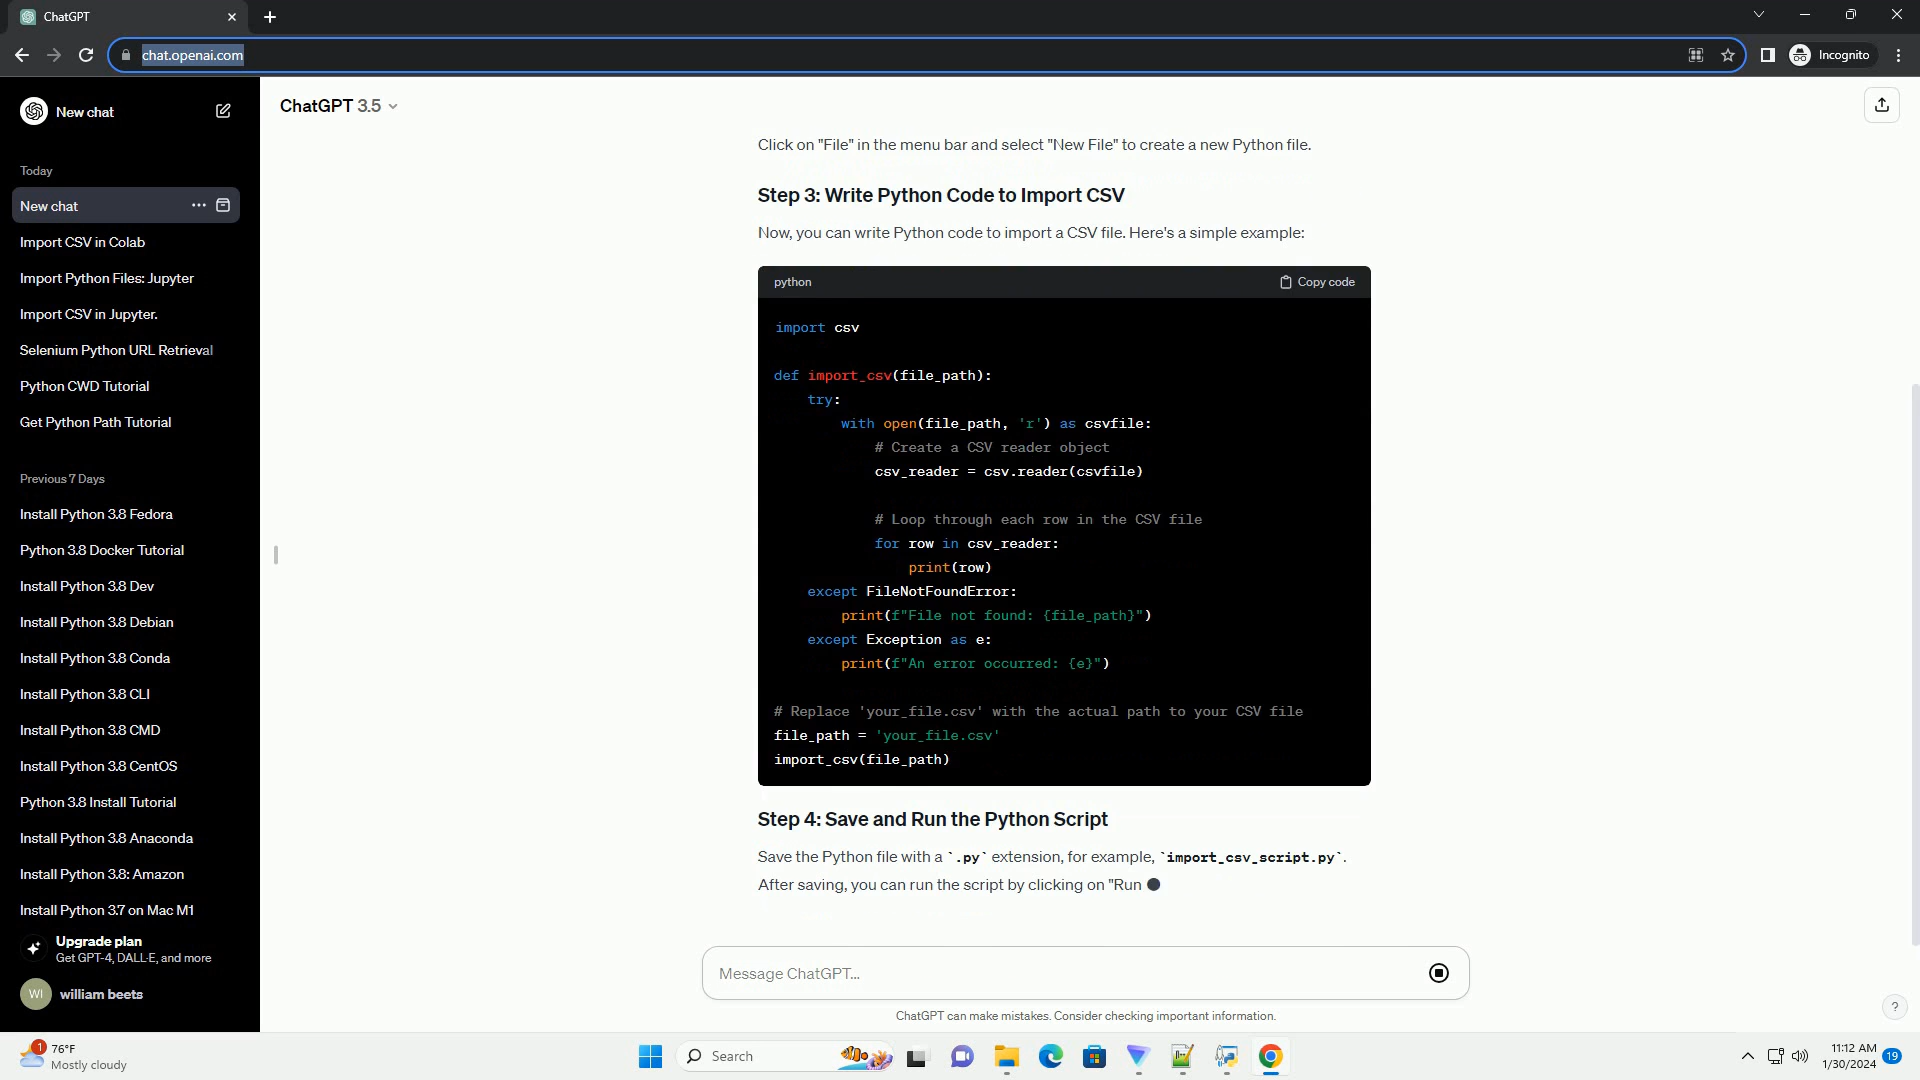 ChatGPT
chat.openai.com
Incognito
New chat
Today
New chat
Import CSV in Colab
Import Python Files: Jupyter
Import CSV in Jupyter.
Selenium Python URL Retrieval
Python CWD Tutorial
Get Python Path Tutorial
Previous 7 Days
Install Python 3.8 Fedora
Python 3.8 Docker Tutorial
Install Python 3.8 Dev
Install Python 3.8 Debian
Install Python 3.8 Conda
Install Python 3.8 CLI
Install Python 3.8 CMD
Install Python 3.8 CentOS
Python 3.8 Install Tutorial
Install Python 3.8 Anaconda
Install Python 3.8: Amazon
Install Python 3.7 on Mac M1
Upgrade plan
Get GPT-4, DALL·E, and more
WI
william beets
ChatGPT 3.5
Click on "File" in the menu bar and select "New File" to create a new Python file.
Step 3: Write Python Code to Import CSV
Now, you can write Python code to import a CSV file. Here's a simple example:
python
Copy code
import csv
def import_csv(file_path):
try:
with open(file_path, 'r') as csvfile:
# Create a CSV reader object
csv_reader = csv.reader(csvfile)
# Loop through each row in the CSV file
for row in csv_reader:
print(row)
except FileNotFoundError:
print(f"File not found: {file_path}")
except Exception as e:
print(f"An error occurred: {e}")
# Replace 'your_file.csv' with the actual path to your CSV file
file_path = 'your_file.csv'
import_csv(file_path)
Step 4: Save and Run the Python Script
Save the Python file with a `.py` extension, for example, `import_csv_script.py`.
After saving, you can run the script by clicking on "Run
Message ChatGPT...
ChatGPT can make mistakes. Consider checking important information.
?
1
76°F
Mostly cloudy
Search
11:12 AM
1/30/2024
19